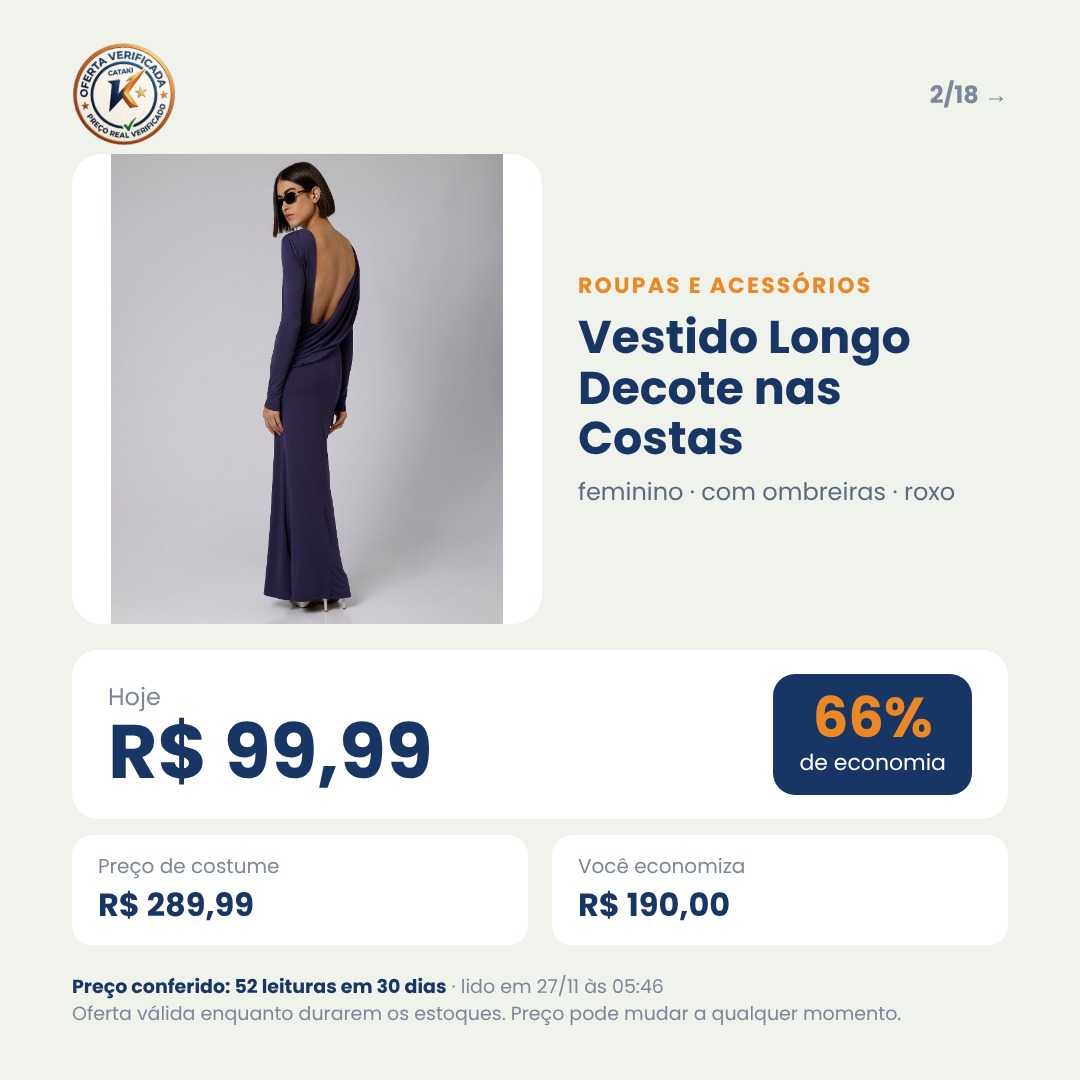 OFERTA VERIFICADA
CATAKI
K
PREÇO REAL VERIFICADO
2/18 →
ROUPAS E ACESSÓRIOS
Vestido Longo
Decote nas
Costas
feminino · com ombreiras · roxo
Hoje
R$ 99,99
66%
de economia
Preço de costume
R$ 289,99
Você economiza
R$ 190,00
Preço conferido: 52 leituras em 30 dias · lido em 27/11 às 05:46
Oferta válida enquanto durarem os estoques. Preço pode mudar a qualquer momento.